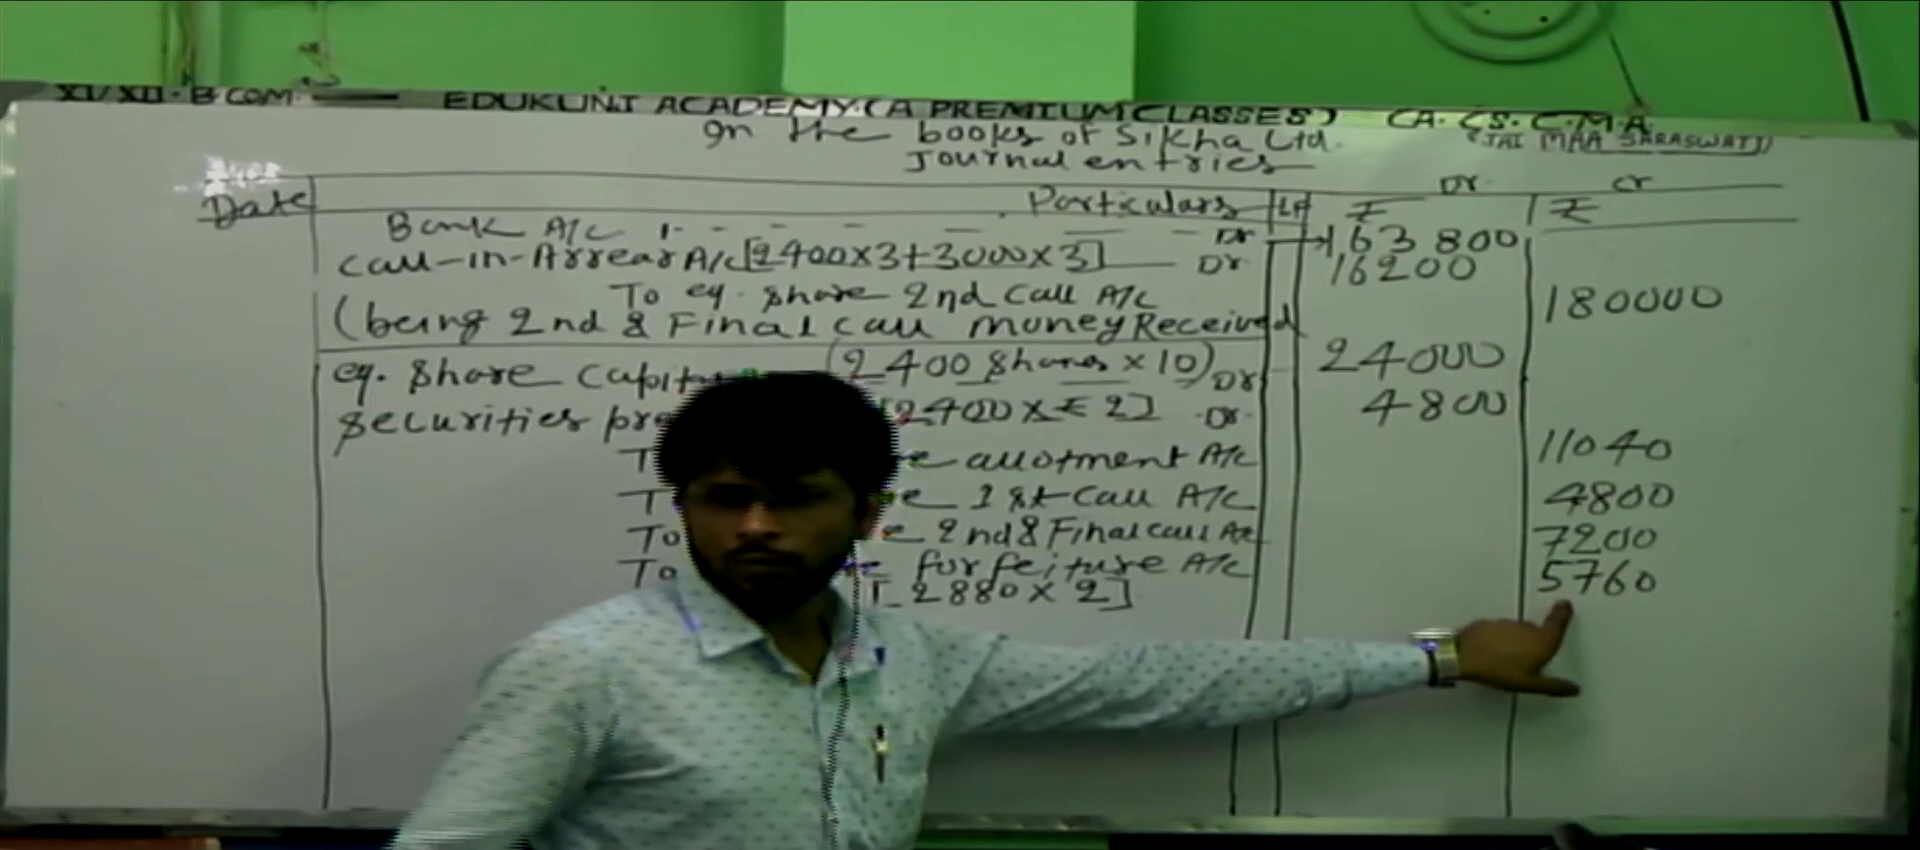 XI/XII. B COM. — EDUKUNJ ACADEMY. (A PREMIUM CLASSES) CA. CS. C.M.A
In the books of Sikha Ltd. (JAI MAA SARASWATI)
Journal entries
Dr. Cr
Date Particulars LF ₹ ₹
Bank A/c Dr 163800
Call-in-Arrear A/c [2400×3+3000×3] Dr 16200
To eq. share 2nd Call A/c 180000
(being 2nd & Final call money Received
eq. Share (2400 shares × 10) Dr 24000
securities [2400 × ₹ 2] Dr 4800
allotment A/c 11040
1st Call A/c 4800
To 2nd & Final call A/c 7200
To forfeiture A/c 5760
[2880 × 2]